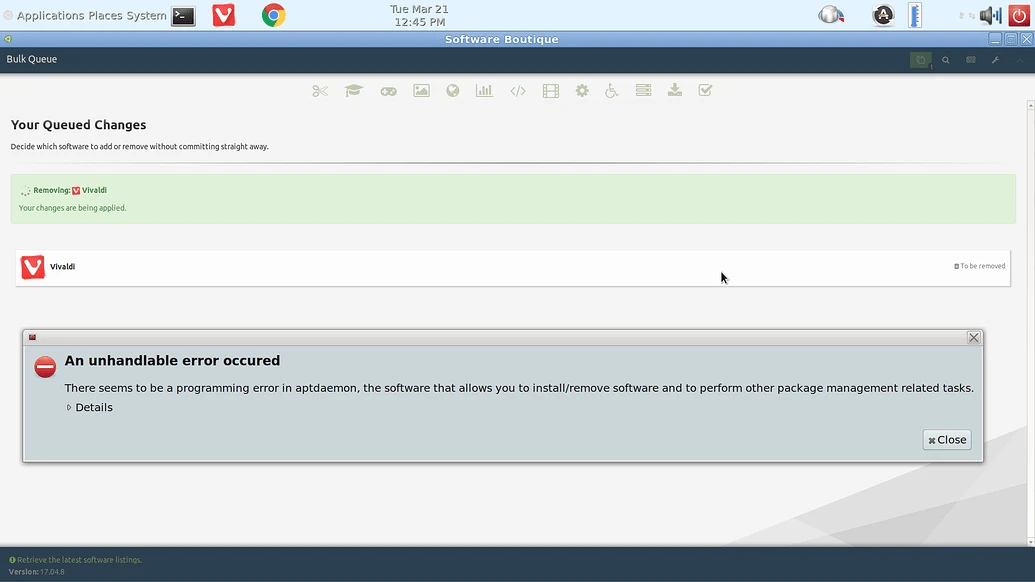 Applications Places System
Tue Mar 21
12:45 PM
Software Boutique
Bulk Queue
Your Queued Changes
Decide which software to add or remove without committing straight away.
Removing: Vivaldi
Your changes are being applied.
Vivaldi
To be removed
An unhandlable error occured
There seems to be a programming error in aptdaemon, the software that allows you to install/remove software and to perform other package management related tasks.
Details
Close
Retrieve the latest software listings.
Version: 17.04.8